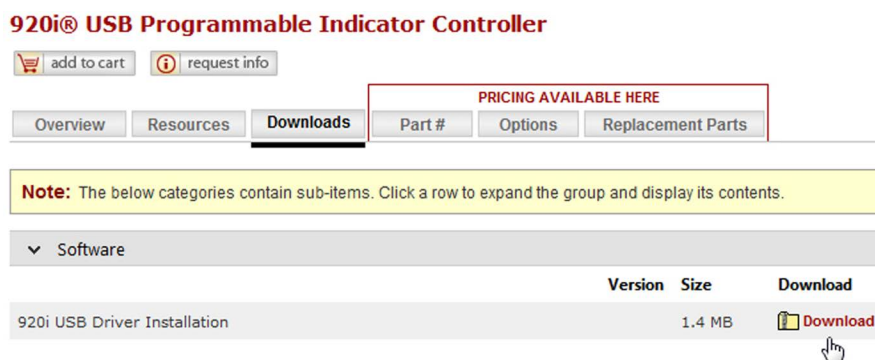 920i® USB Programmable Indicator Controller
add to cart request info
PRICING AVAILABLE HERE
Overview Resources Downloads Part # Options Replacement Parts
Note: The below categories contain sub-items. Click a row to expand the group and display its contents.
Software
Version Size Download
920i USB Driver Installation 1.4 MB Download